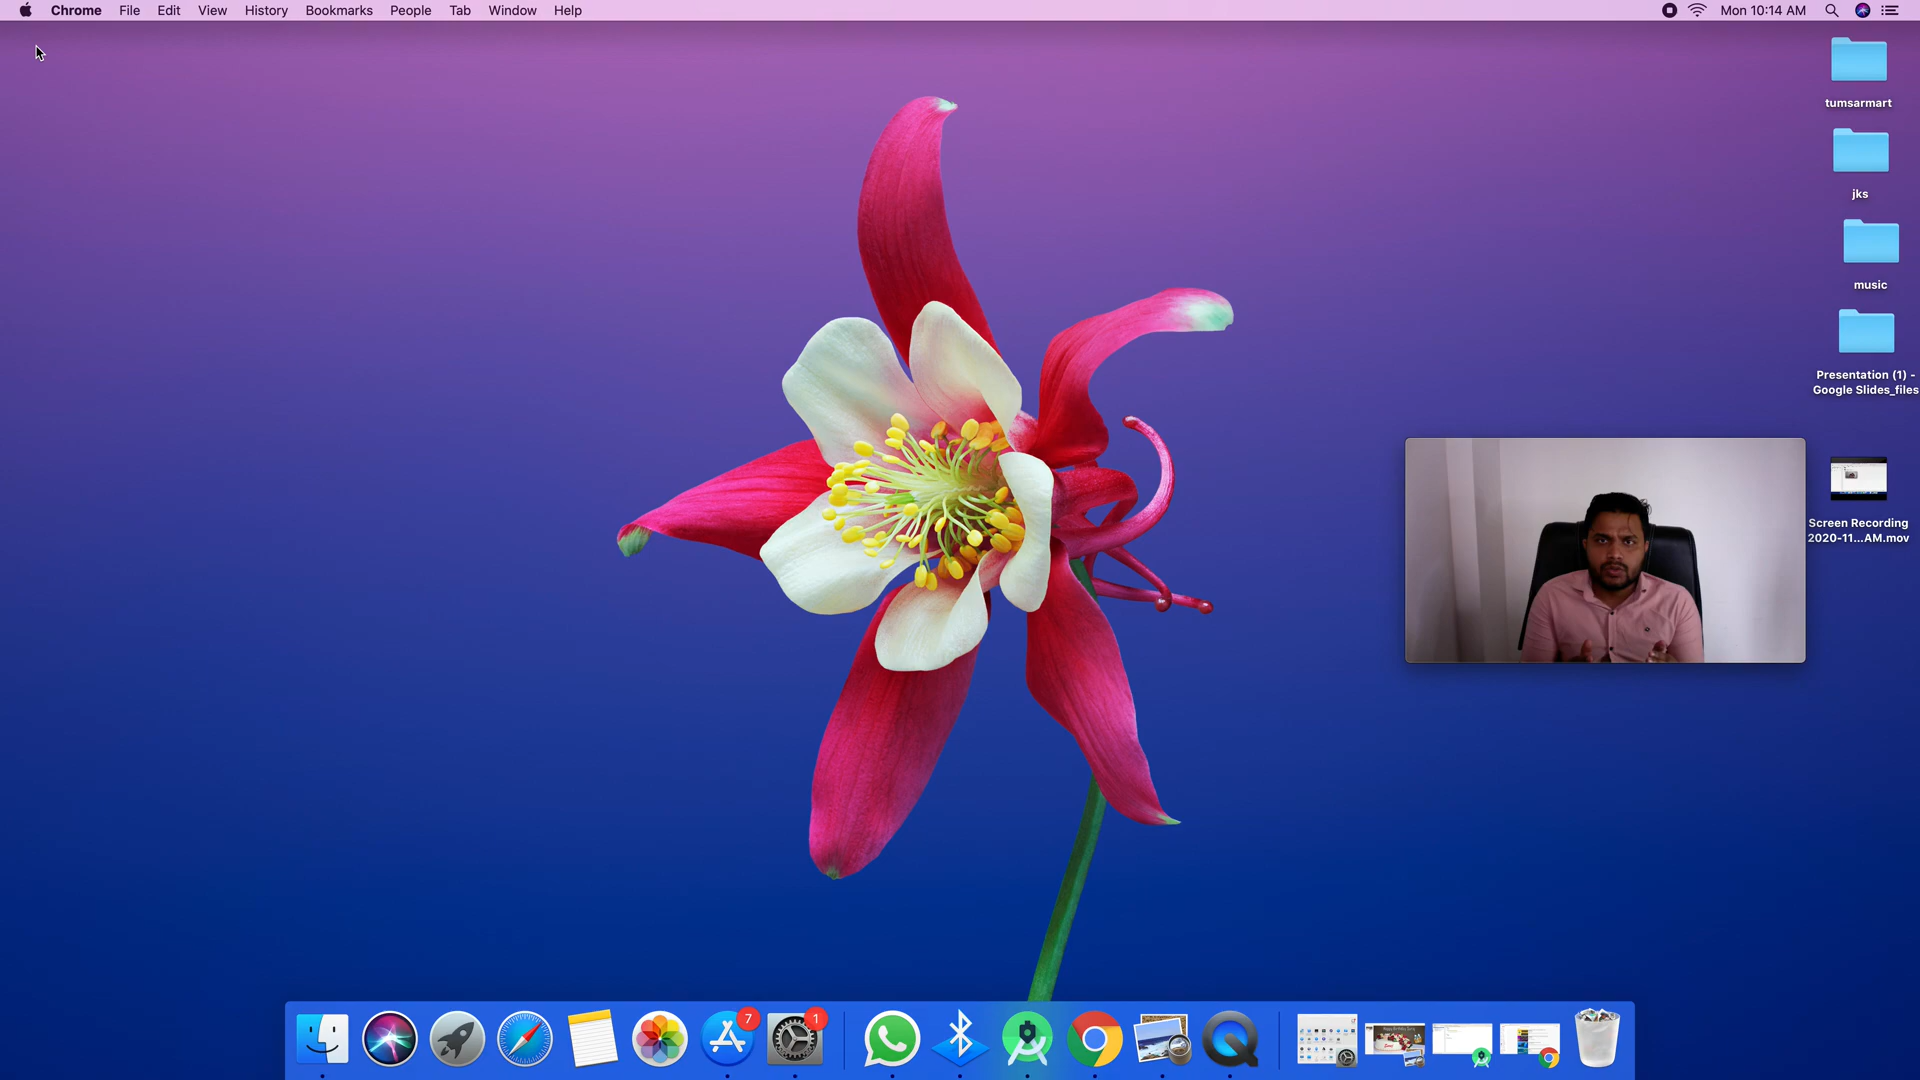 Chrome File Edit View History Bookmarks People Tab Window Help
Mon 10:14 AM
tumsarmart
jks
music
Presentation (1) -
Google Slides_files
Screen Recording
2020-11...AM.mov
7
1